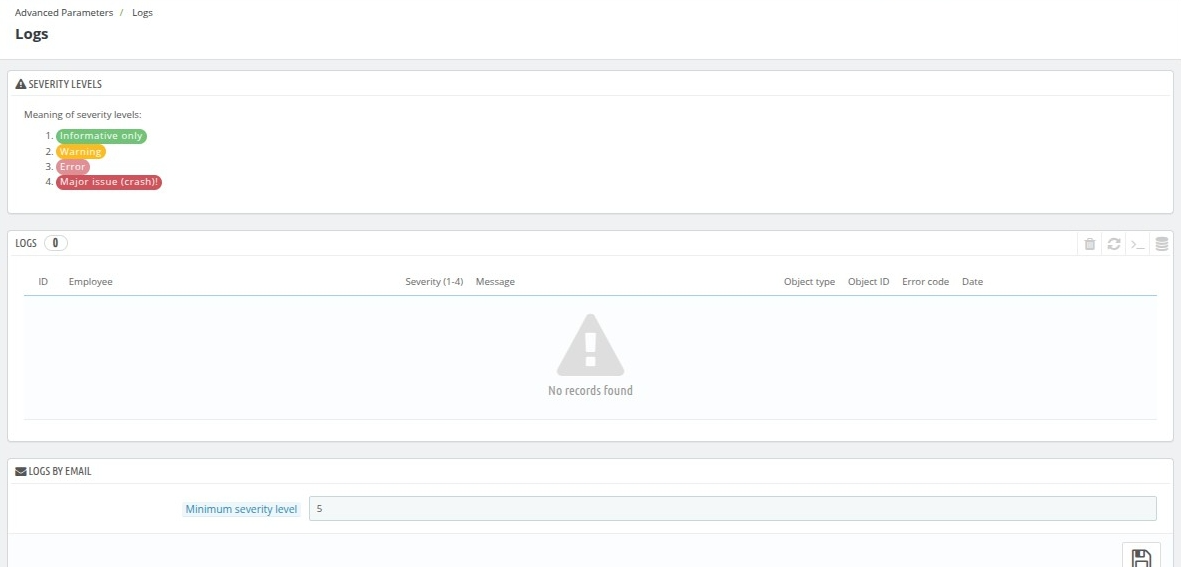 Advanced Parameters / Logs
Logs
SEVERITY LEVELS
Meaning of severity levels:
1. Informative only
2. Warning
3. Error
4. Major issue (crash)!
LOGS 0
ID Employee Severity (1-4) Message Object type Object ID Error code Date
No records found
LOGS BY EMAIL
Minimum severity level 5